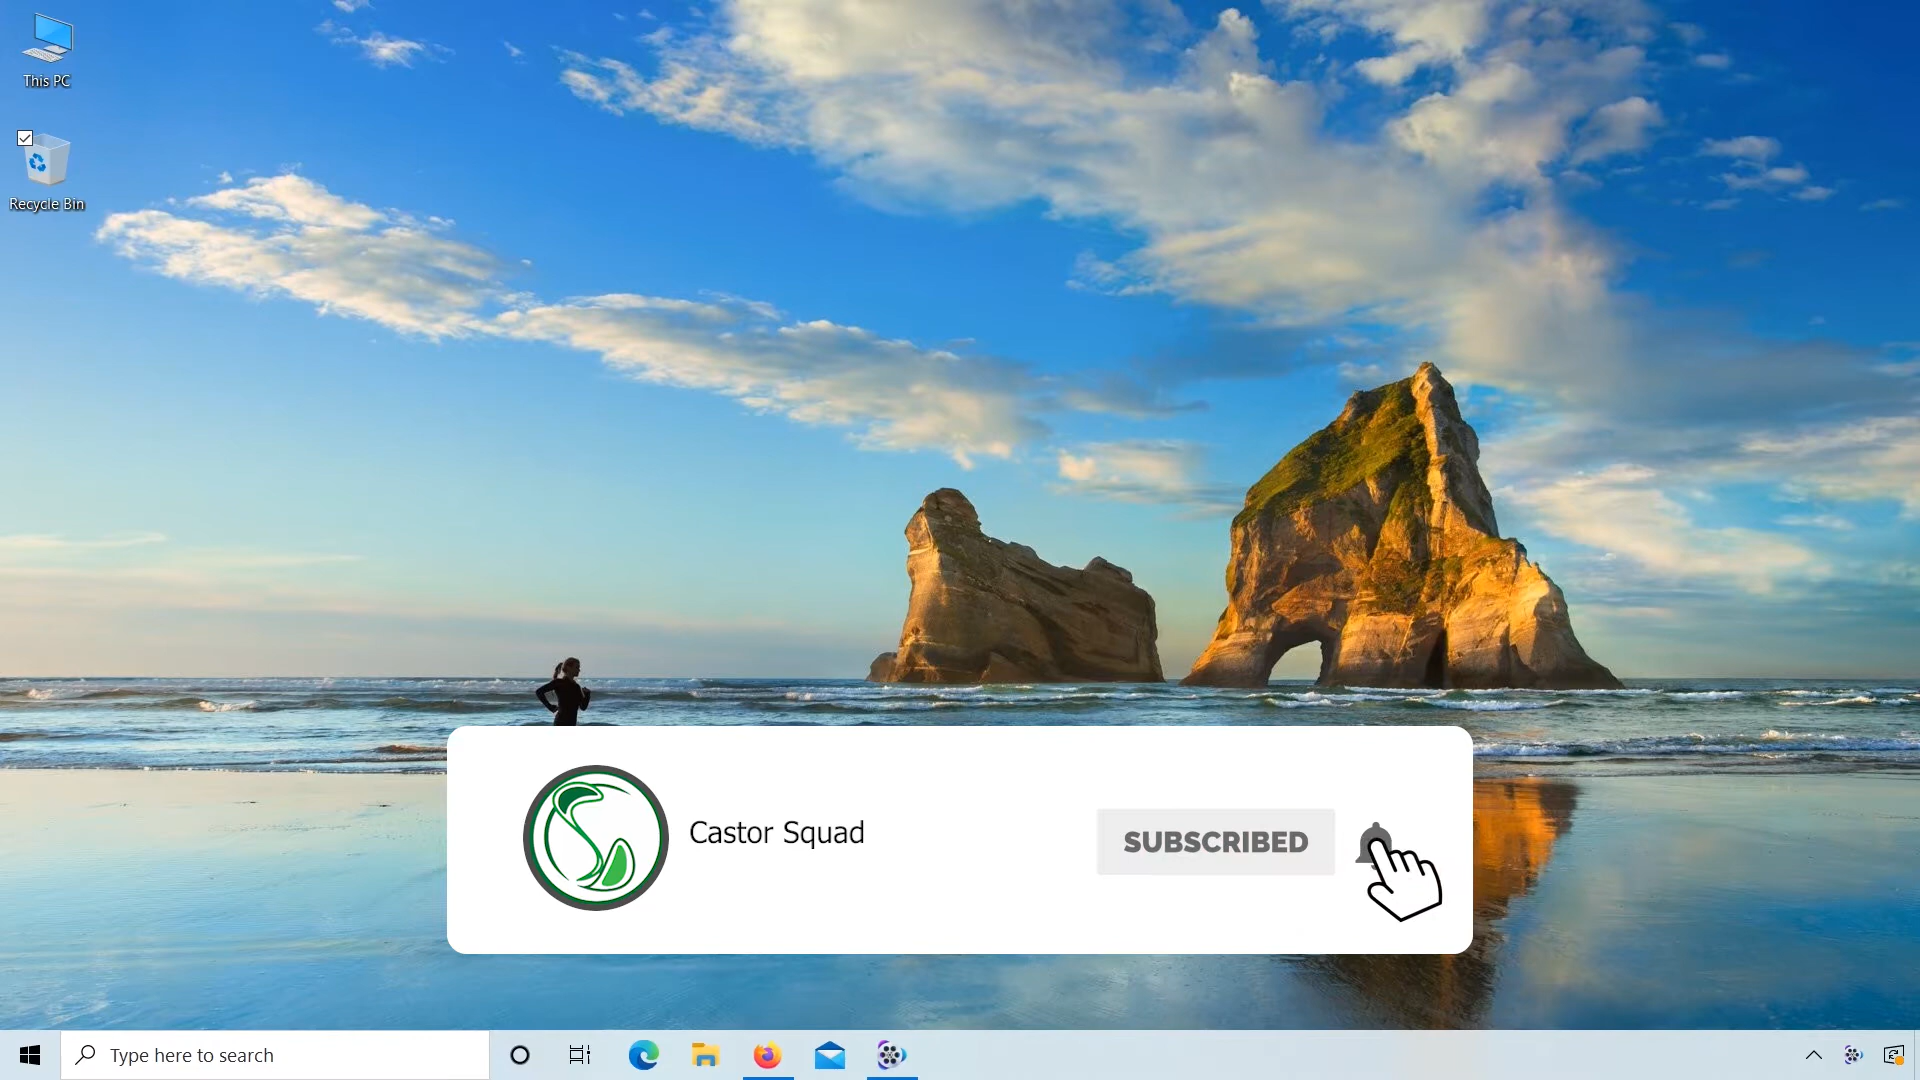 This PC
Recycle Bin
Castor Squad
SUBSCRIBED
Type here to search